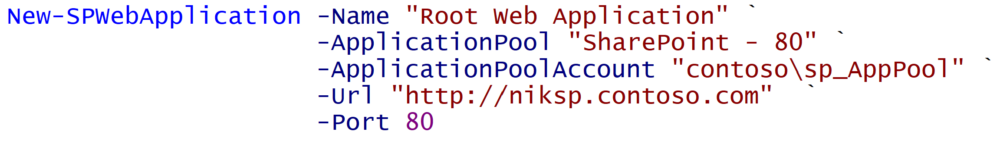 New-SPWebApplication -Name "Root Web Application" `
-ApplicationPool "SharePoint - 80" `
-ApplicationPoolAccount "contoso\sp_AppPool" `
-Url "http://niksp.contoso.com"  `
-Port 80